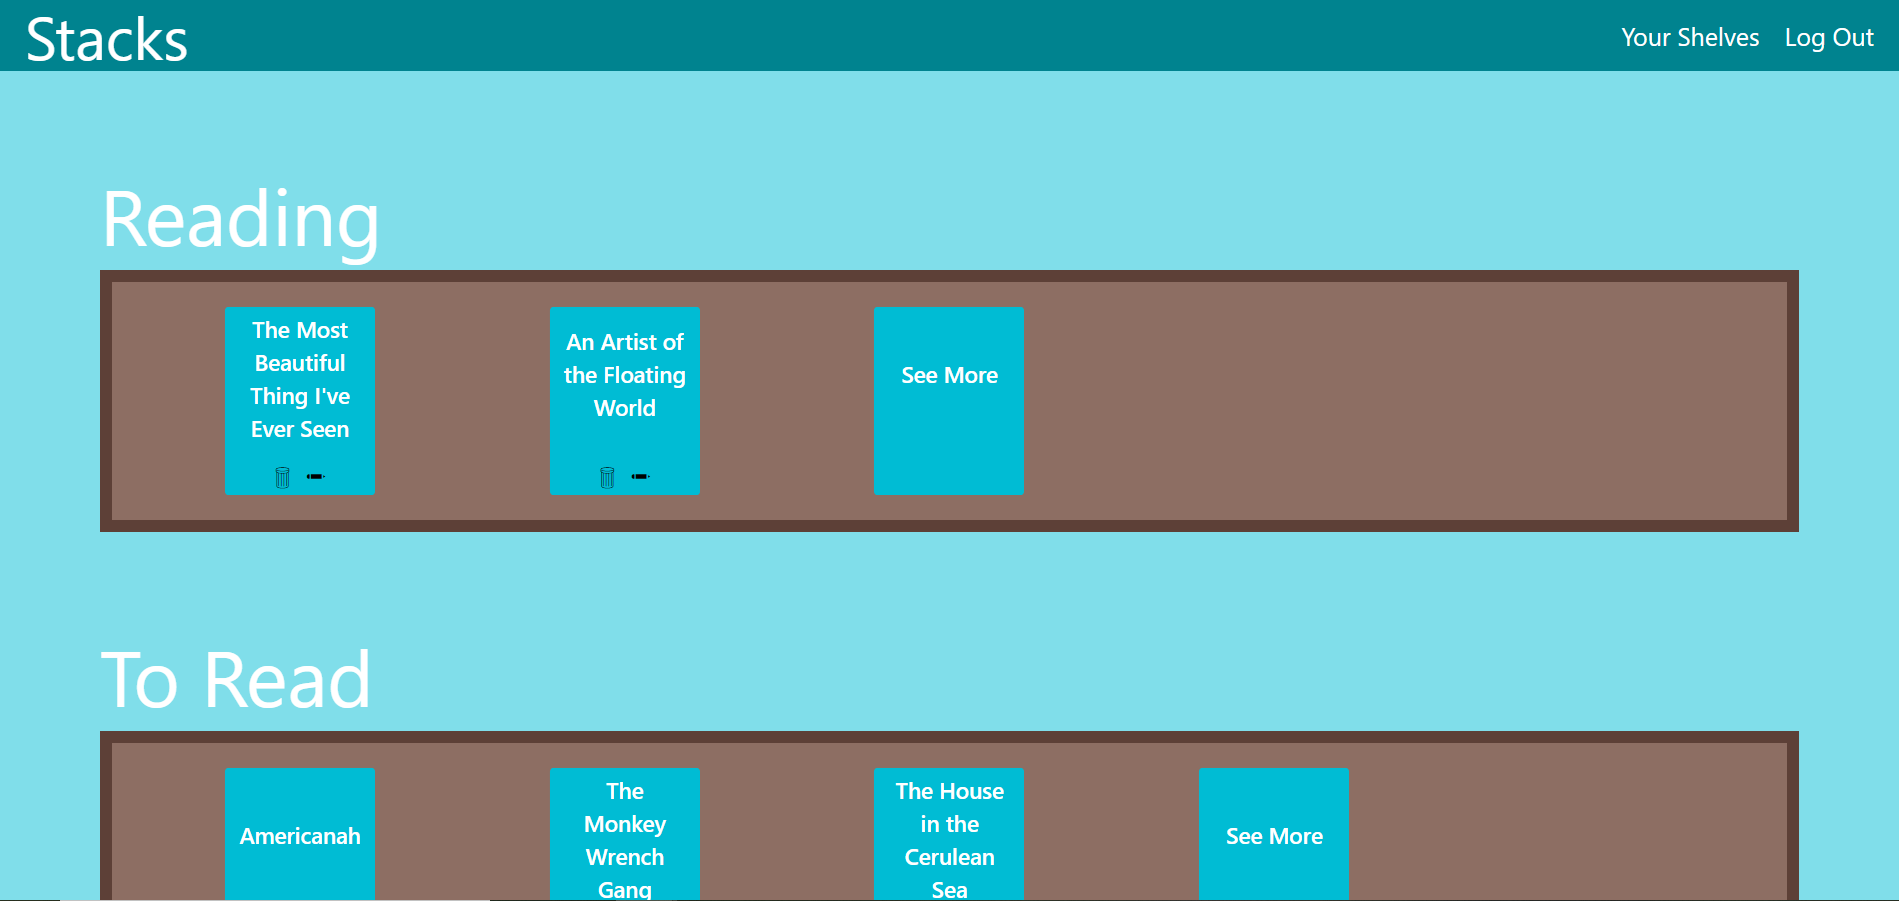 Stacks
Your Shelves
Log Out
Reading
The Most
Beautiful
Thing I've
Ever Seen
An Artist of
the Floating
World
See More
To Read
Americanah
The
Monkey
Wrench
Gang
The House
in the
Cerulean
Sea
See More